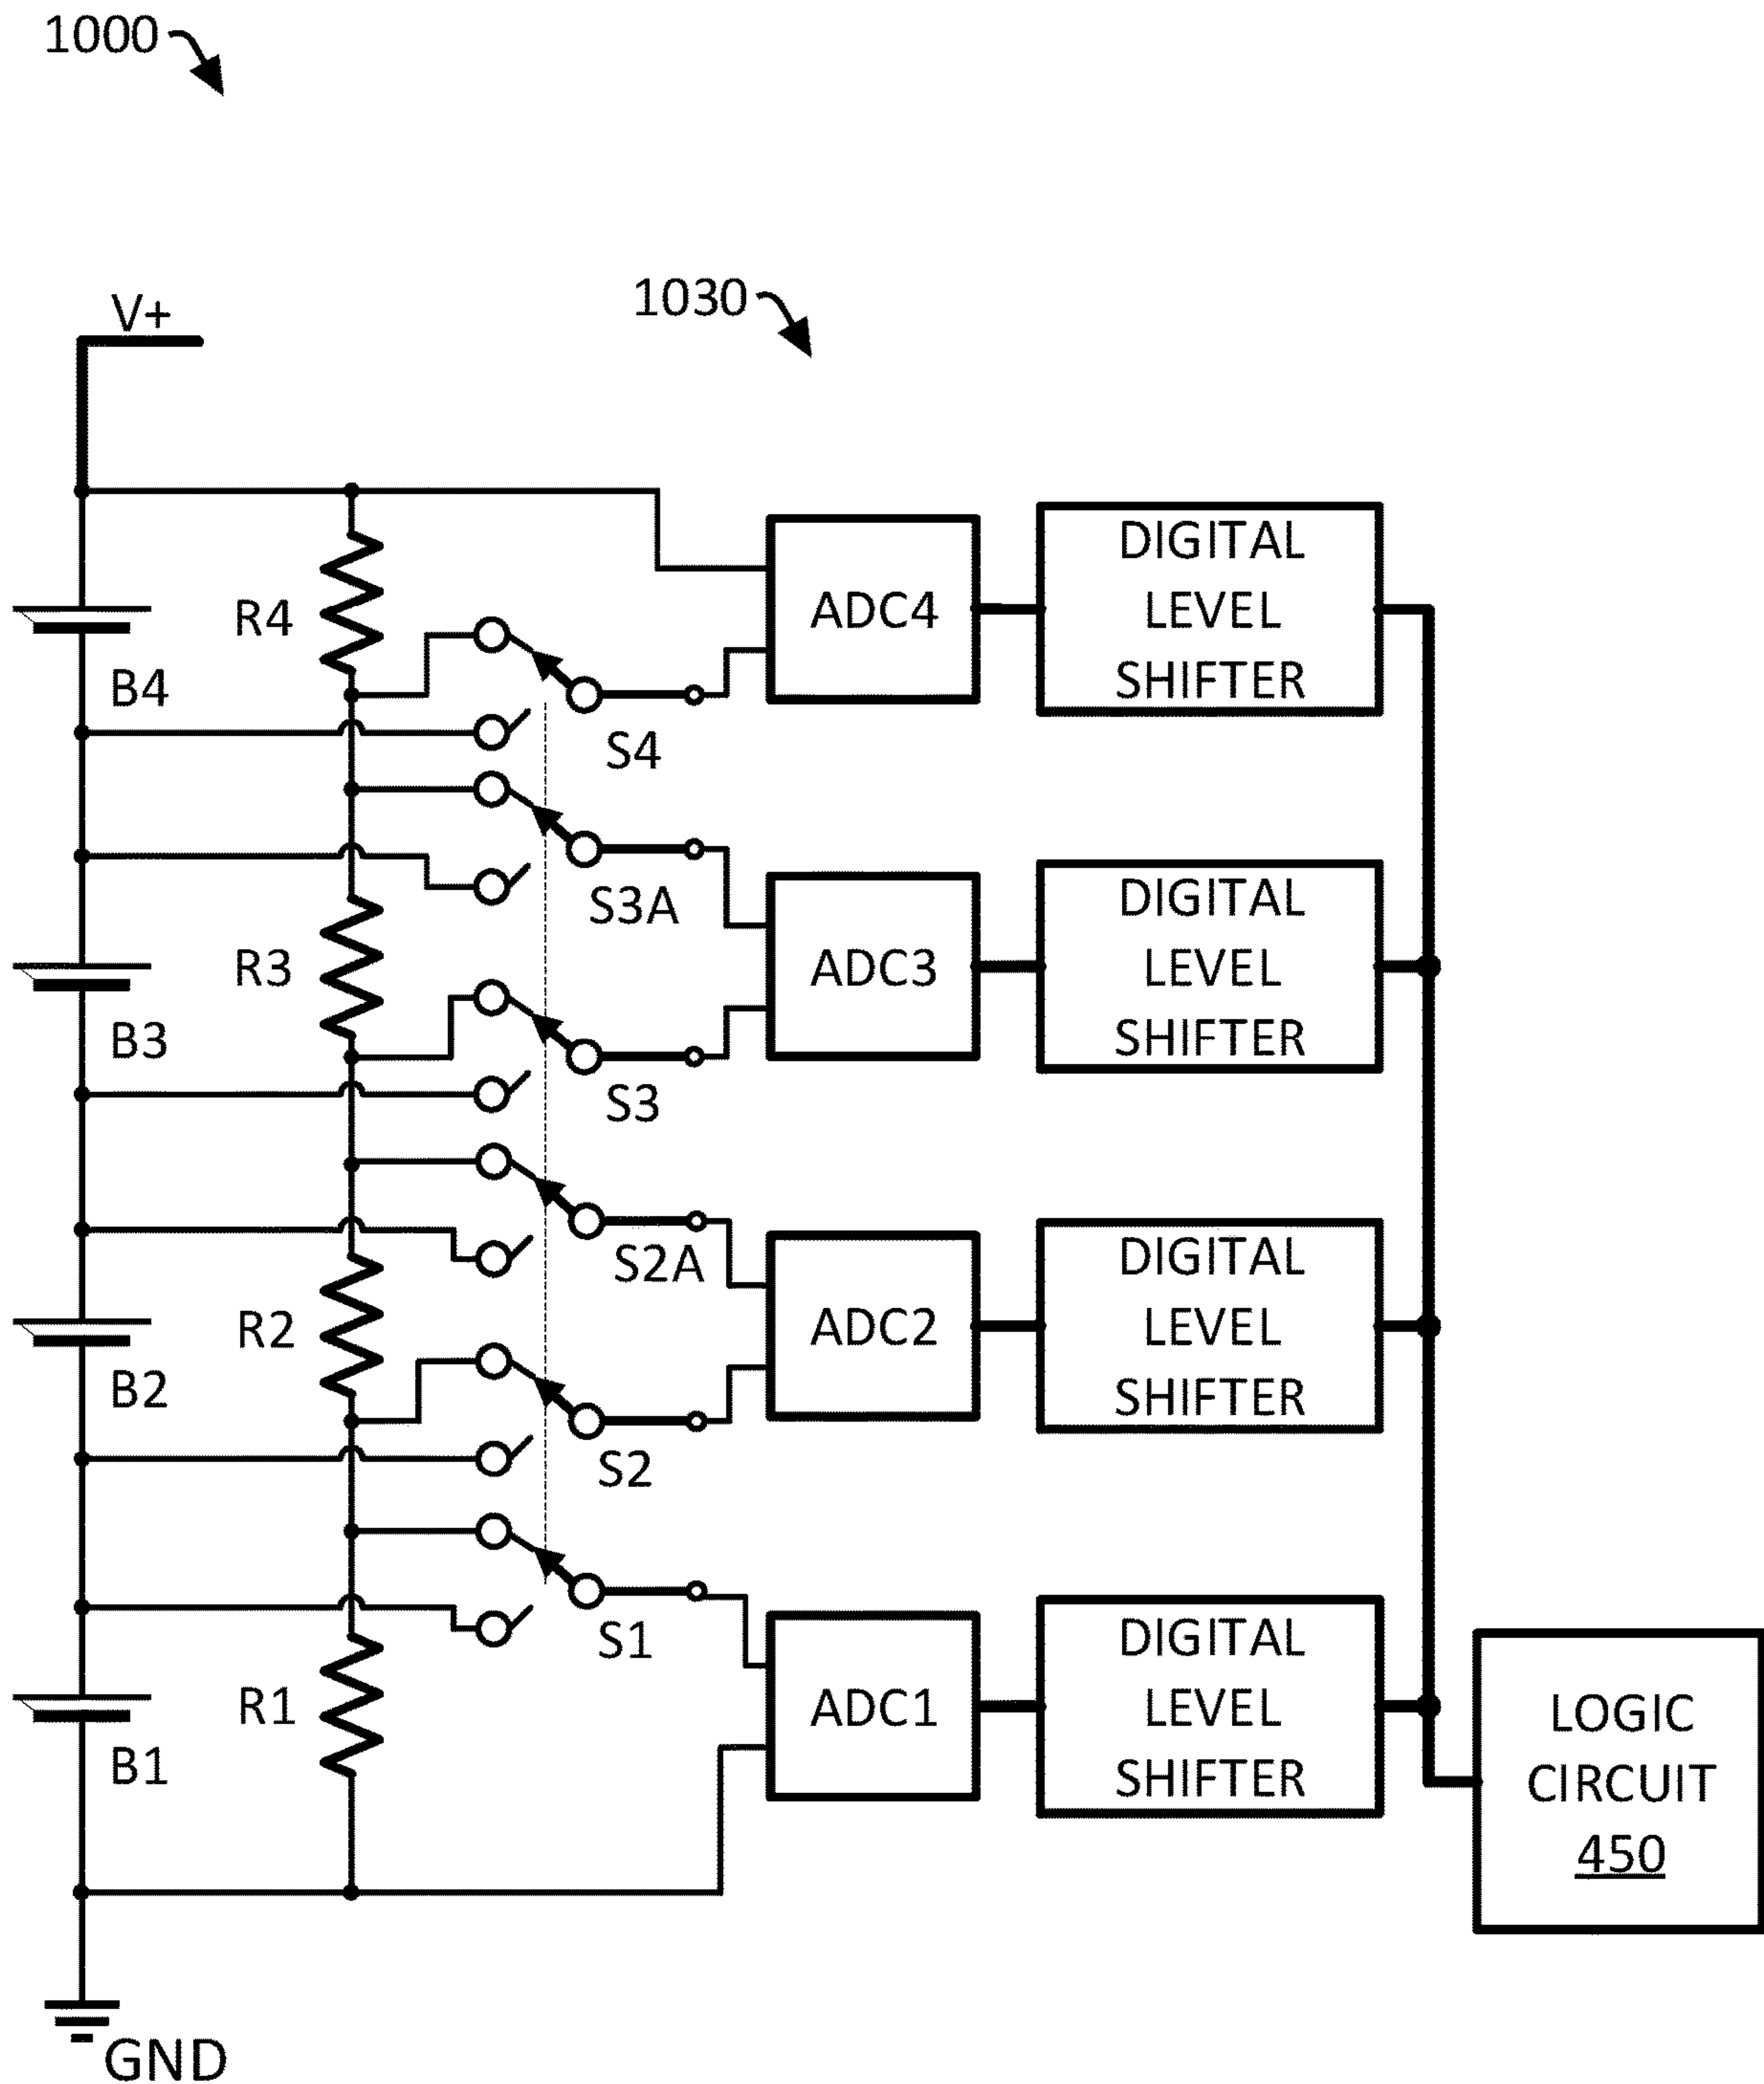 1000
1030
V+
R4
B4
S4
ADC4
DIGITAL
LEVEL
SHIFTER
S3A
R3
B3
S3
ADC3
DIGITAL
LEVEL
SHIFTER
S2A
R2
B2
S2
ADC2
DIGITAL
LEVEL
SHIFTER
S1
R1
B1
ADC1
DIGITAL
LEVEL
SHIFTER
LOGIC
CIRCUIT
450
GND